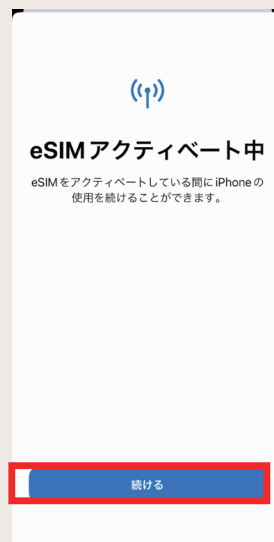 eSIMアクティベート中
eSIMをアクティベートしている間にiPhoneの
使用を続けることができます。
続ける